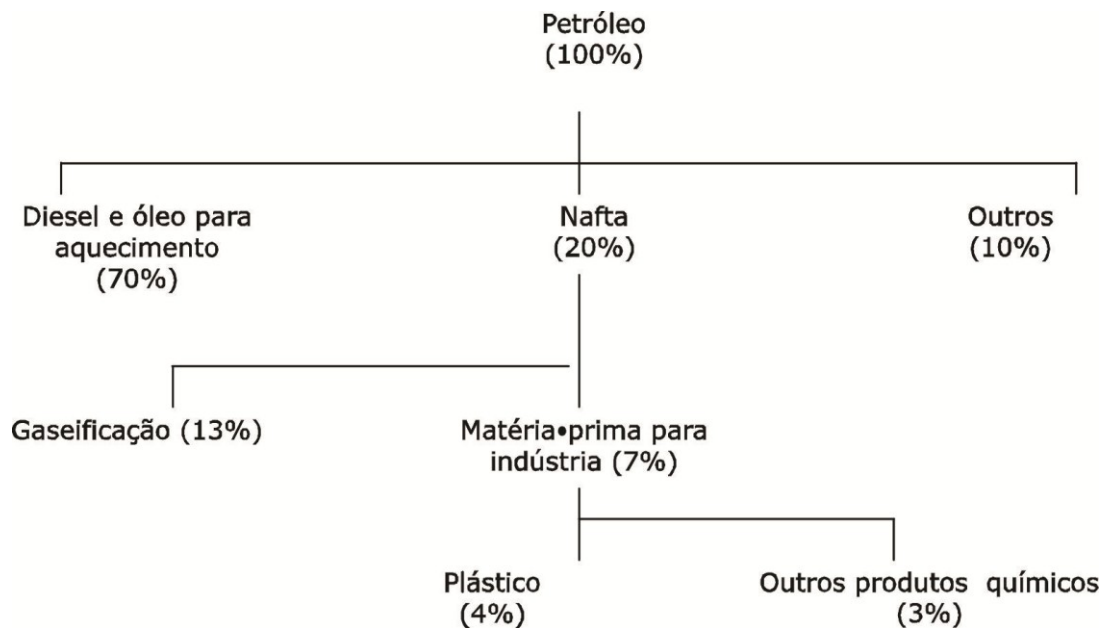 Petróleo
(100%)
Diesel e óleo para
aquecimento
(70%)
Nafta
(20%)
Outros
(10%)
Gaseificação (13%)
Matéria•prima para
indústria (7%)
Plástico
(4%)
Outros produtos químicos
(3%)